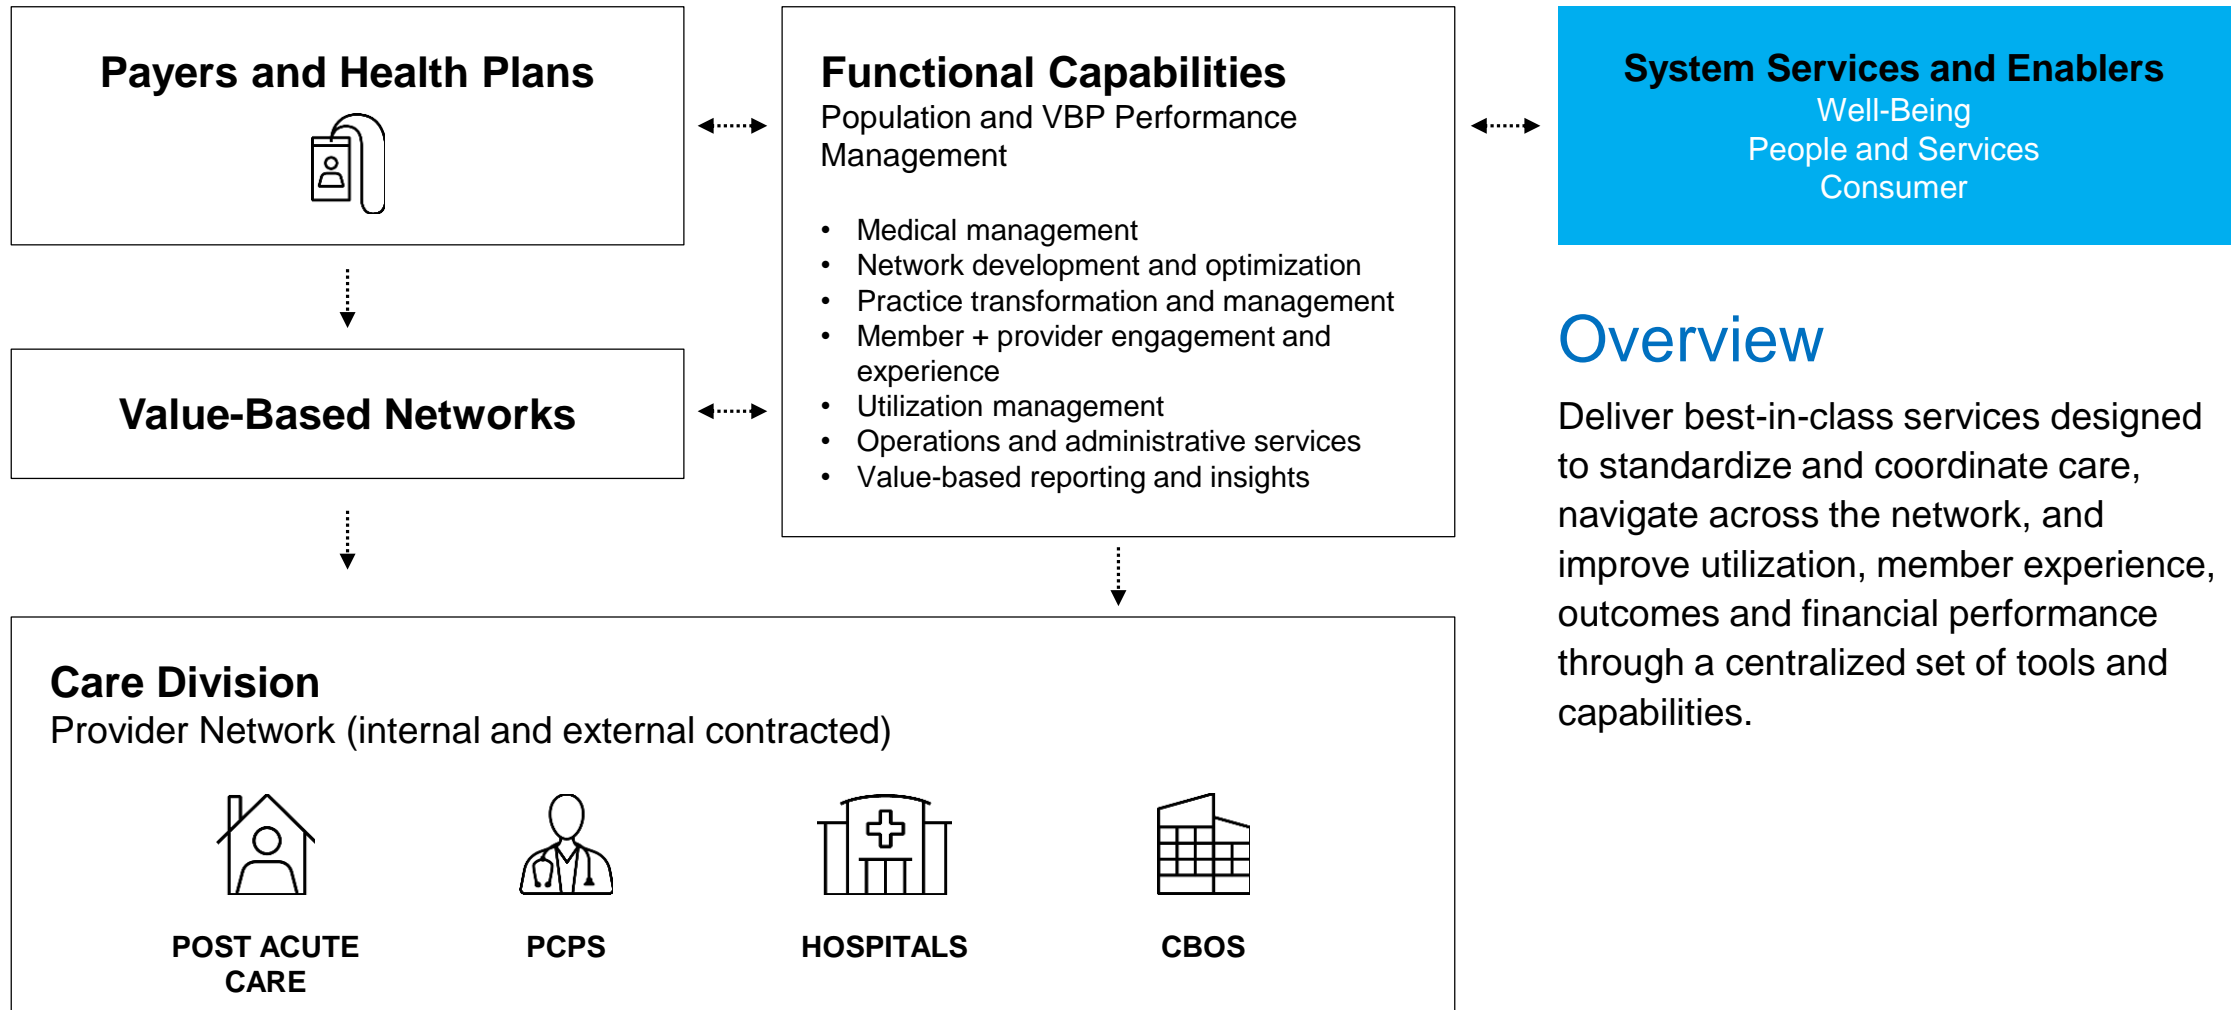 Payers and Health Plans
Functional Capabilities
Population and VBP Performance
Management
• Medical management
• Network development and optimization
• Practice transformation and management
• Member + provider engagement and
experience
• Utilization management
• Operations and administrative services
• Value-based reporting and insights
System Services and Enablers
Well-Being
People and Services
Consumer
Value-Based Networks
Overview
Deliver best-in-class services designed
to standardize and coordinate care,
navigate across the network, and
improve utilization, member experience,
outcomes and financial performance
through a centralized set of tools and
capabilities.
Care Division
Provider Network (internal and external contracted)
POST ACUTE
CARE
PCPS
HOSPITALS
CBOS